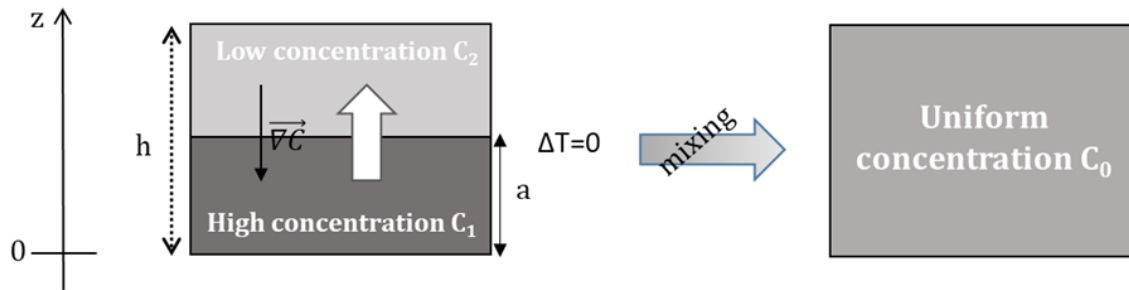 z
Low concentration C₂
∇C⃗
h
ΔT=0
mixing
a
High concentration C₁
0
Uniform
concentration C₀